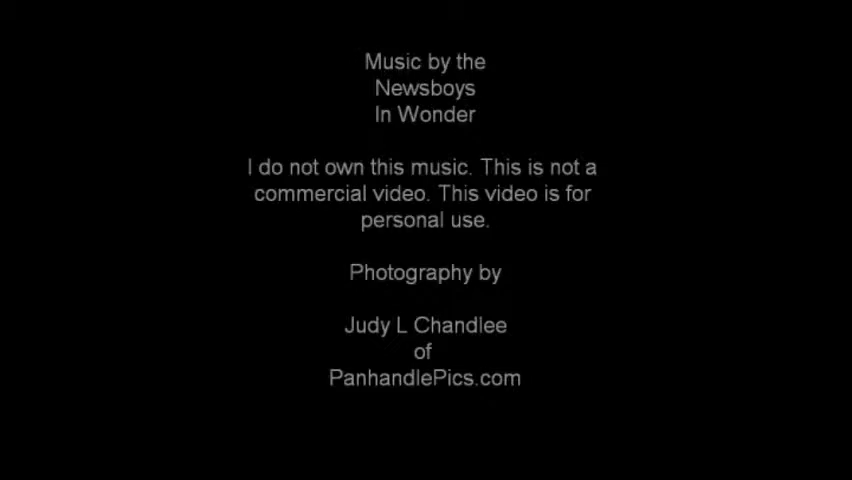 Music by the
Newsboys
In Wonder
I do not own this music. This is not a
commercial video. This video is for
personal use.
Photography by
Judy L Chandlee
of
PanhandlePics.com